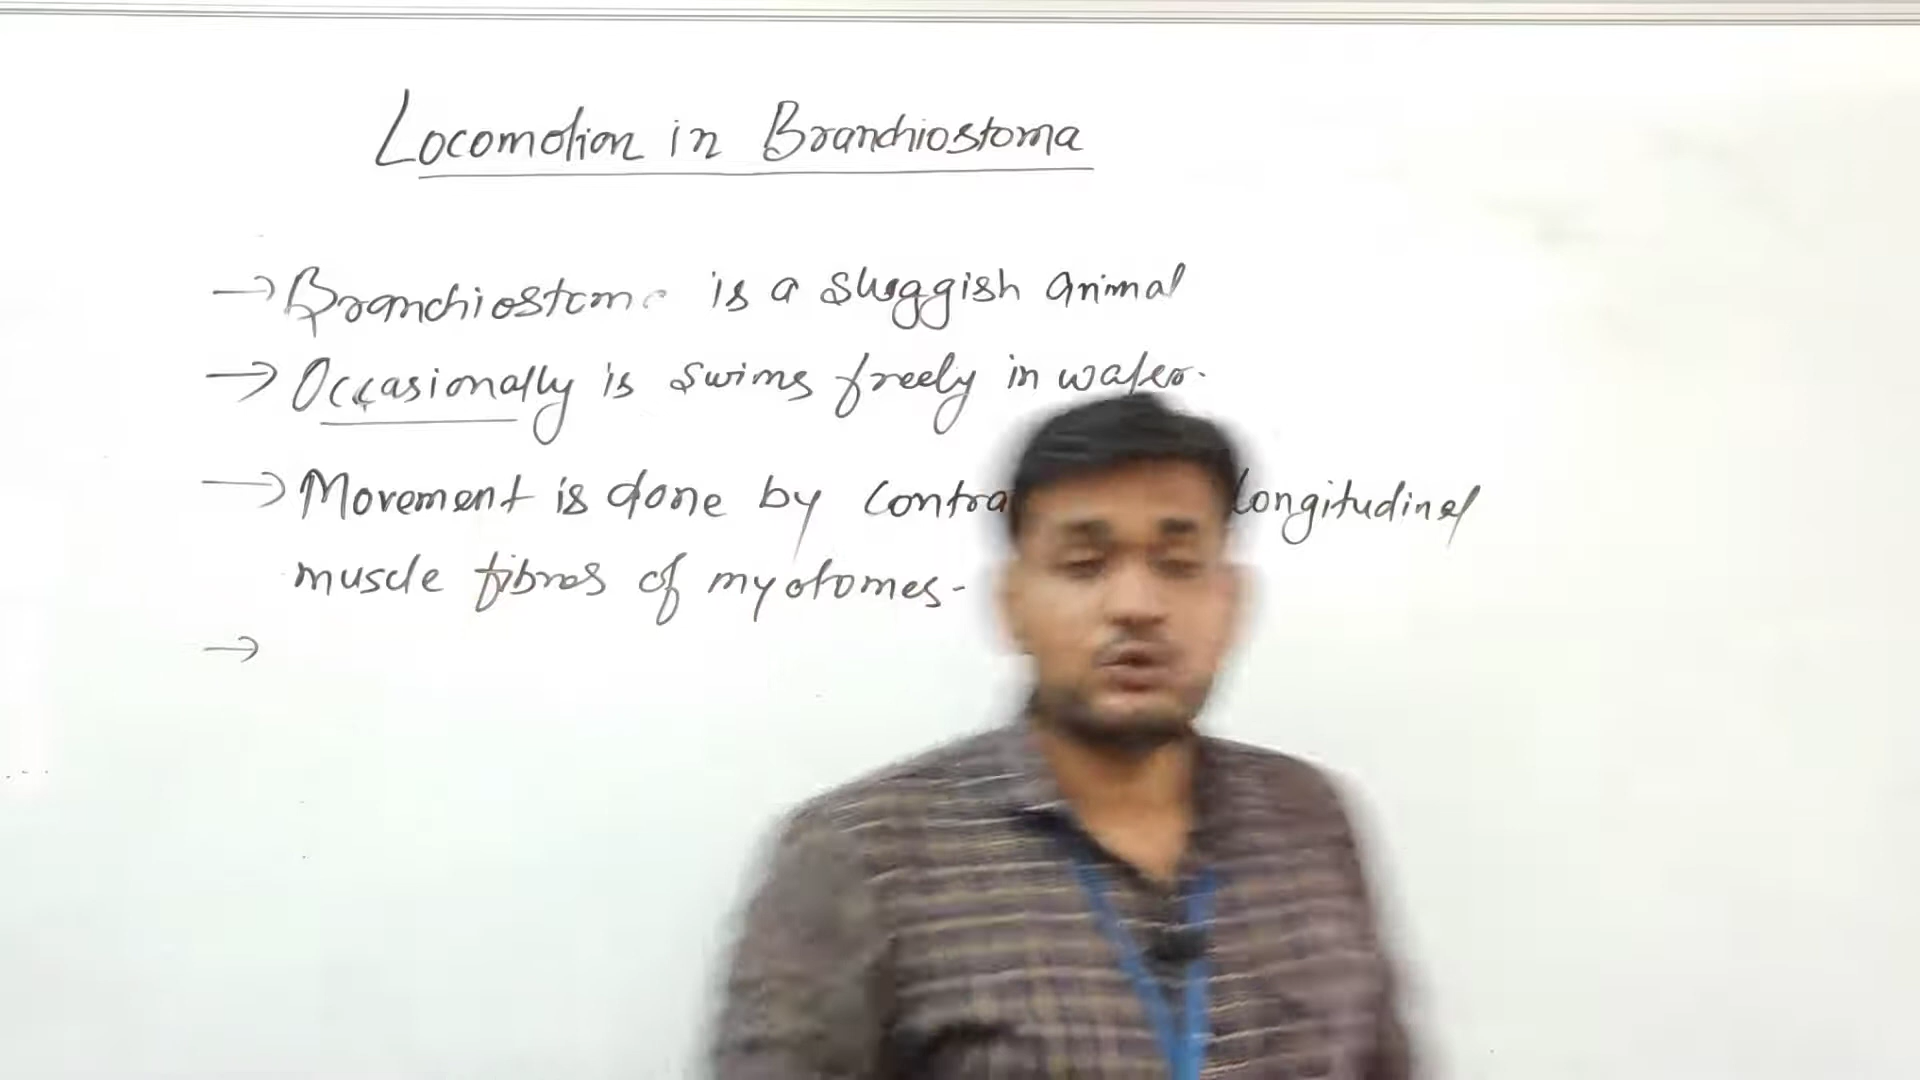 Locomotion in Branchiostoma
→ Branchiostoma is a sluggish animal
→ Occasionally is swims freely in water.
→ Movement is done by contra longitudinal
muscle fibres of myotomes.
→